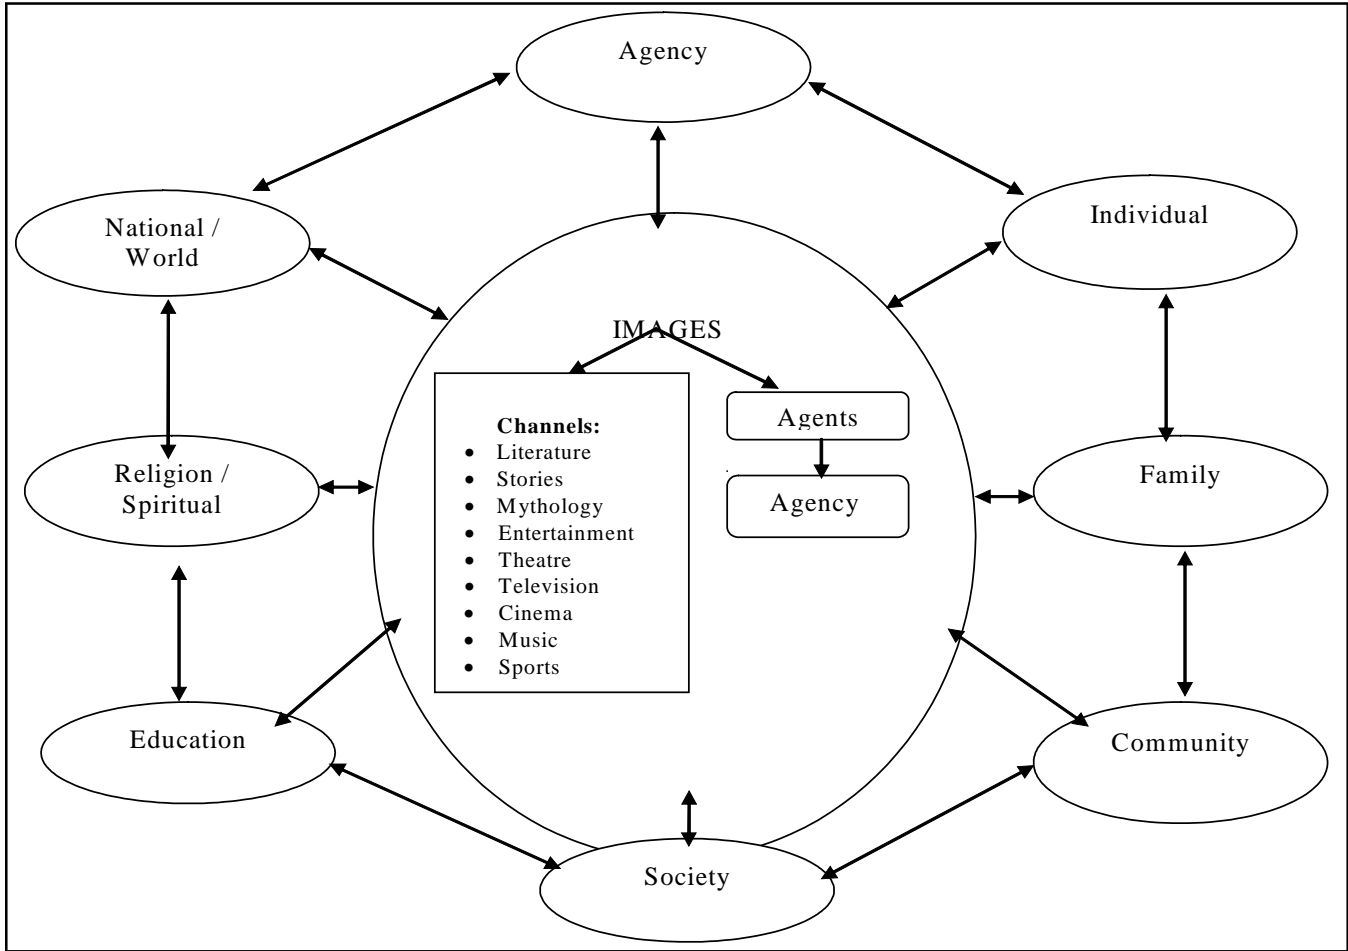 Agency
National /
World
Individual
IMAGES
Channels:
• Literature
• Stories
• Mythology
• Entertainment
• Theatre
• Television
• Cinema
• Music
• Sports
Agents
Agency
Religion /
Spiritual
Family
Education
Community
Society